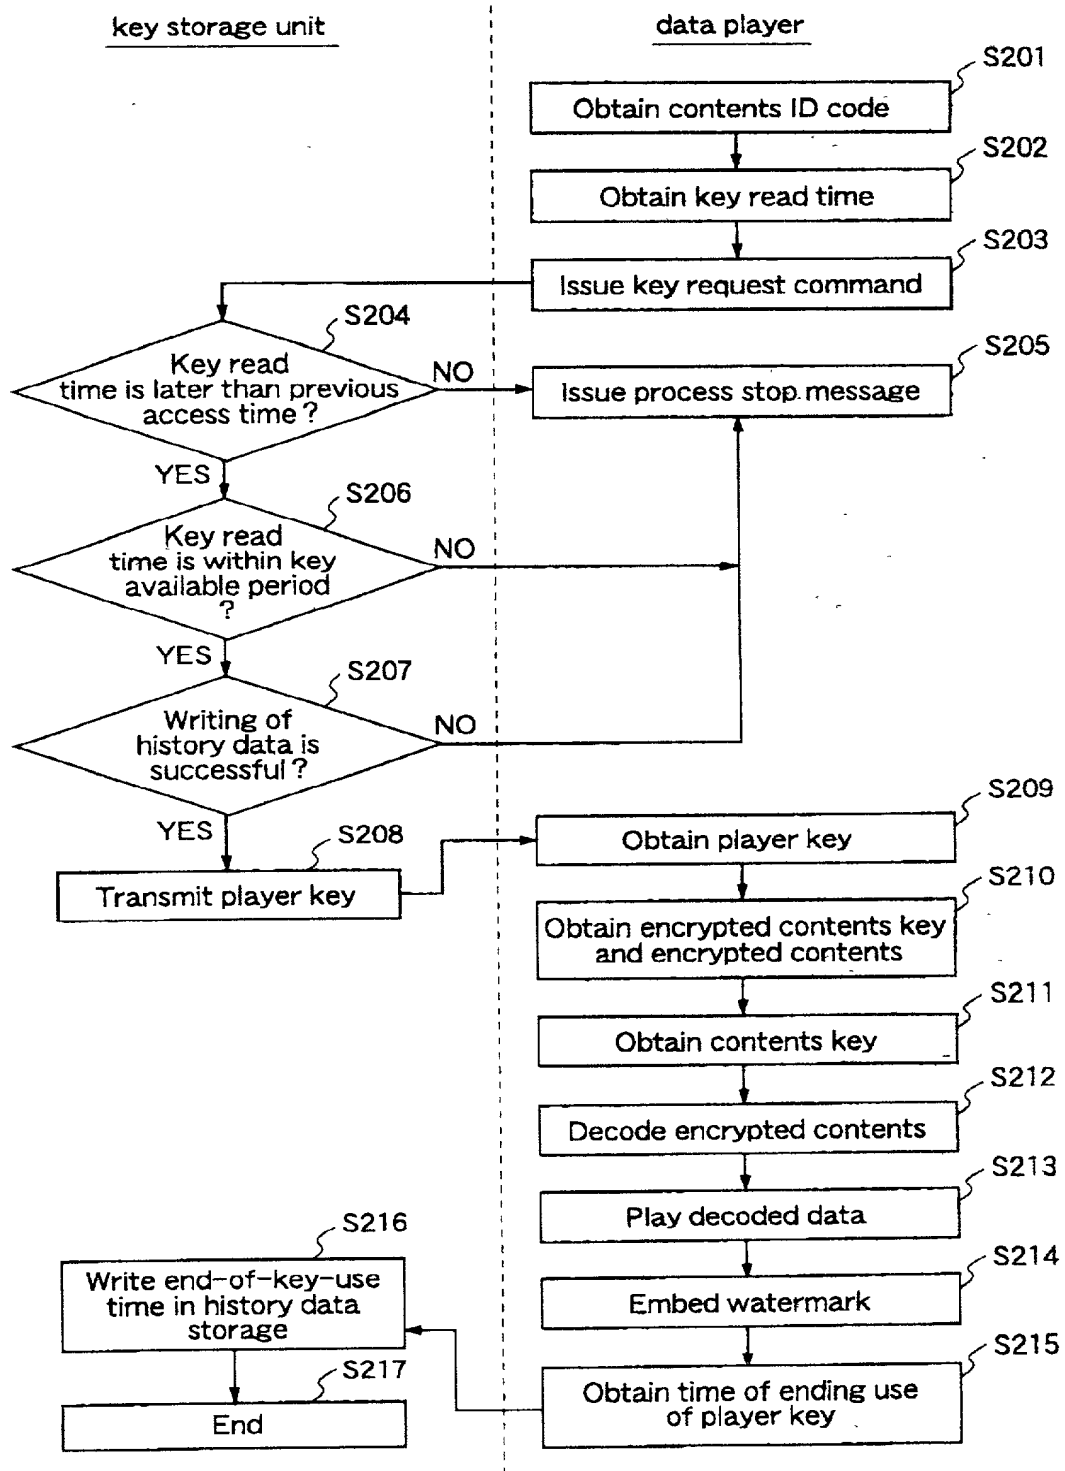 key storage unit
data player
S201
Obtain contents ID code
S202
Obtain key read time
S203
Issue key request command
S204
Key read
time is later than previous
access time?
NO
S205
Issue process stop message
YES
S206
Key read
time is within key
available period
?
NO
YES
S207
Writing of
history data is
successful?
NO
YES
S208
Transmit player key
S209
Obtain player key
S210
Obtain encrypted contents key
and encrypted contents
S211
Obtain contents key
S212
Decode encrypted contents
S213
Play decoded data
S214
Embed watermark
S215
Obtain time of ending use
of player key
S216
Write end-of-key-use
time in history data
storage
S217
End